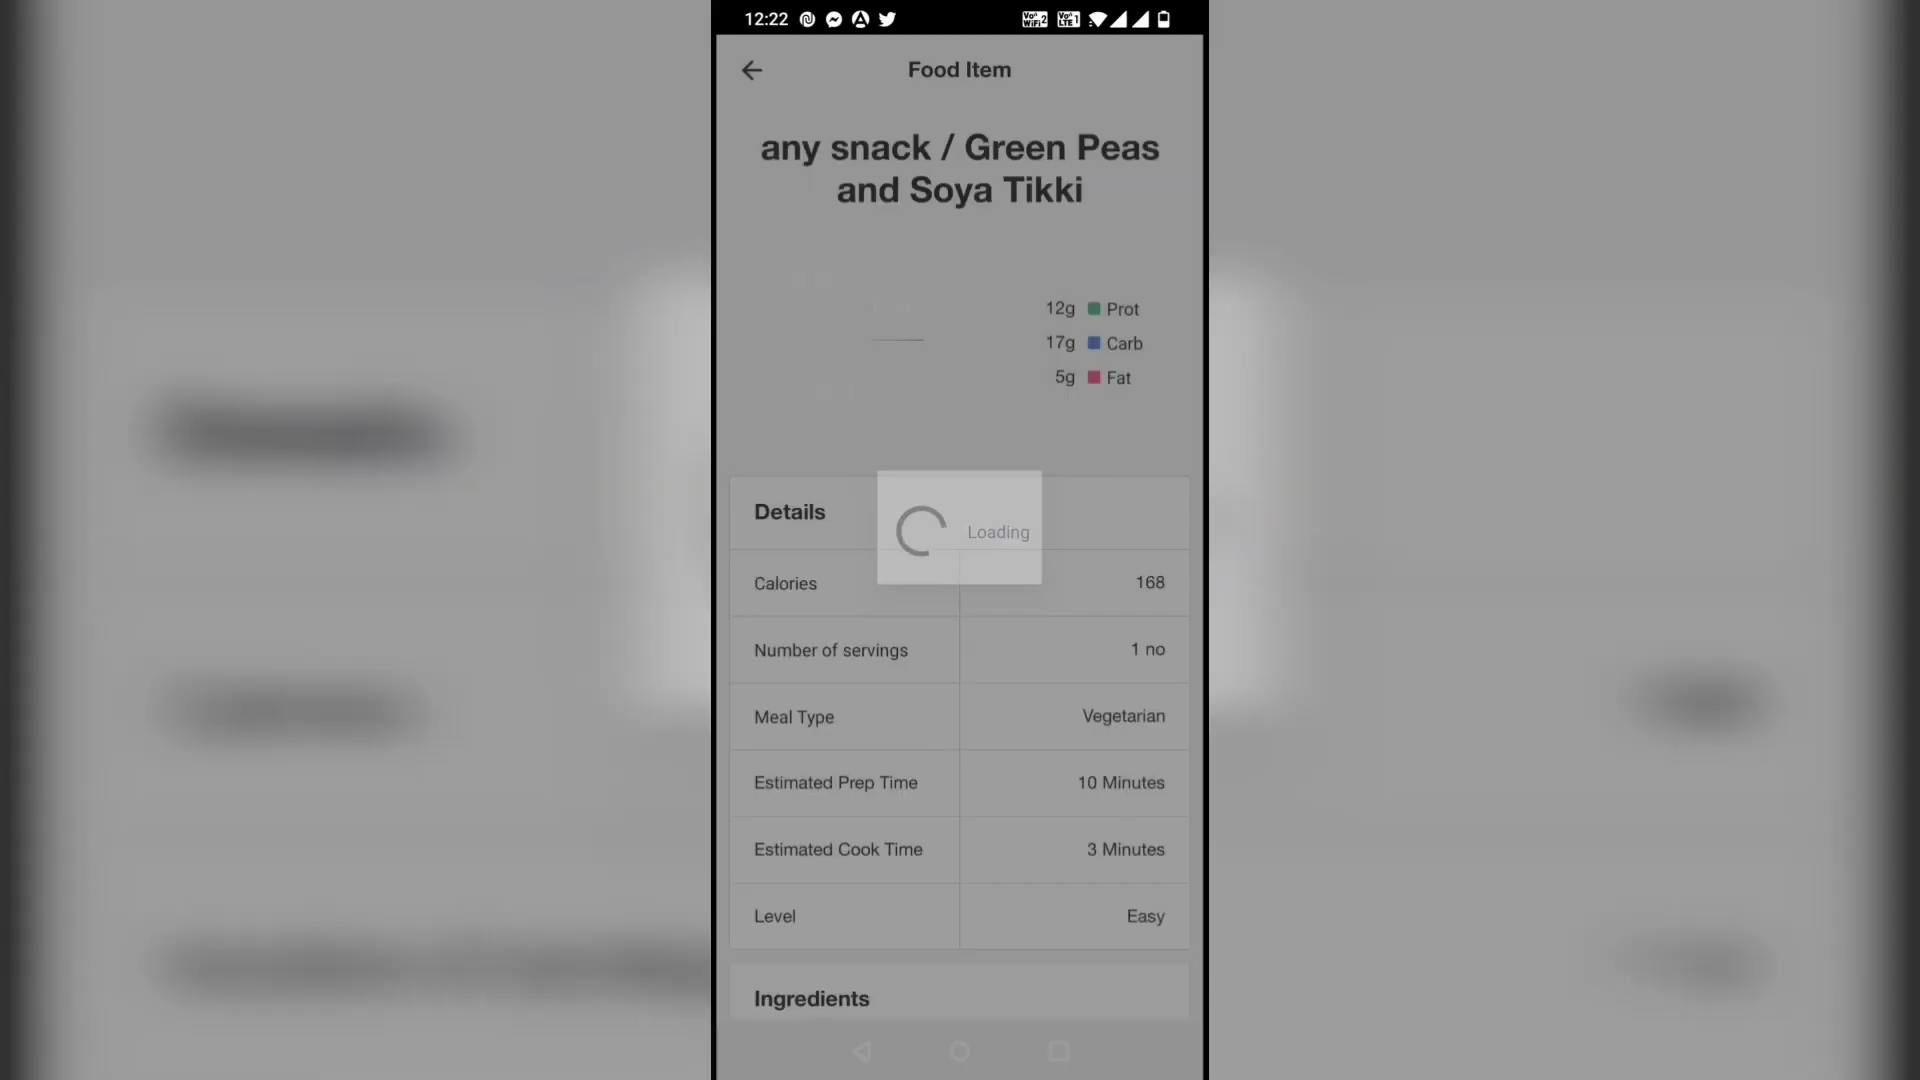 12:22
Food Item
any snack / Green Peas
and Soya Tikki
12g Prot
17g Carb
5g Fat
Details
Loading
Calories 168
Number of servings 1 no
Meal Type Vegetarian
Estimated Prep Time 10 Minutes
Estimated Cook Time 3 Minutes
Level Easy
Ingredients